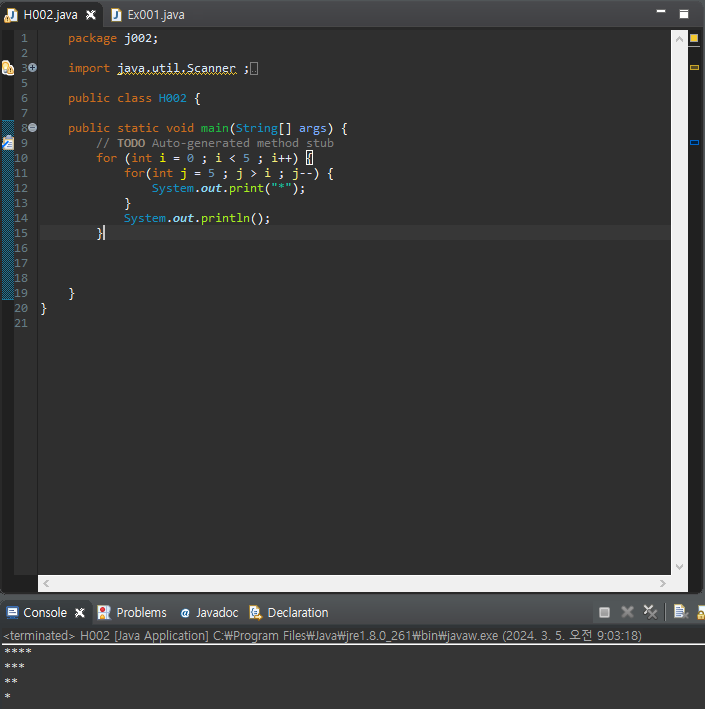 H002.java Ex001.java
1 package j002;
2
3 import java.util.Scanner ;
5
6 public class H002 {
7
8 public static void main(String[] args) {
9 // TODO Auto-generated method stub
10 for (int i = 0 ; i < 5 ; i++) {
11 for(int j = 5 ; j > i ; j--) {
12 System.out.print("*");
13 }
14 System.out.println();
15 }
16
17
18
19 }
20 }
21
Console Problems @ Javadoc Declaration
<terminated> H002 [Java Application] C:₩Program Files₩Java₩jre1.8.0_261₩bin₩javaw.exe (2024. 3. 5. 오전 9:03:18)
****
***
**
*